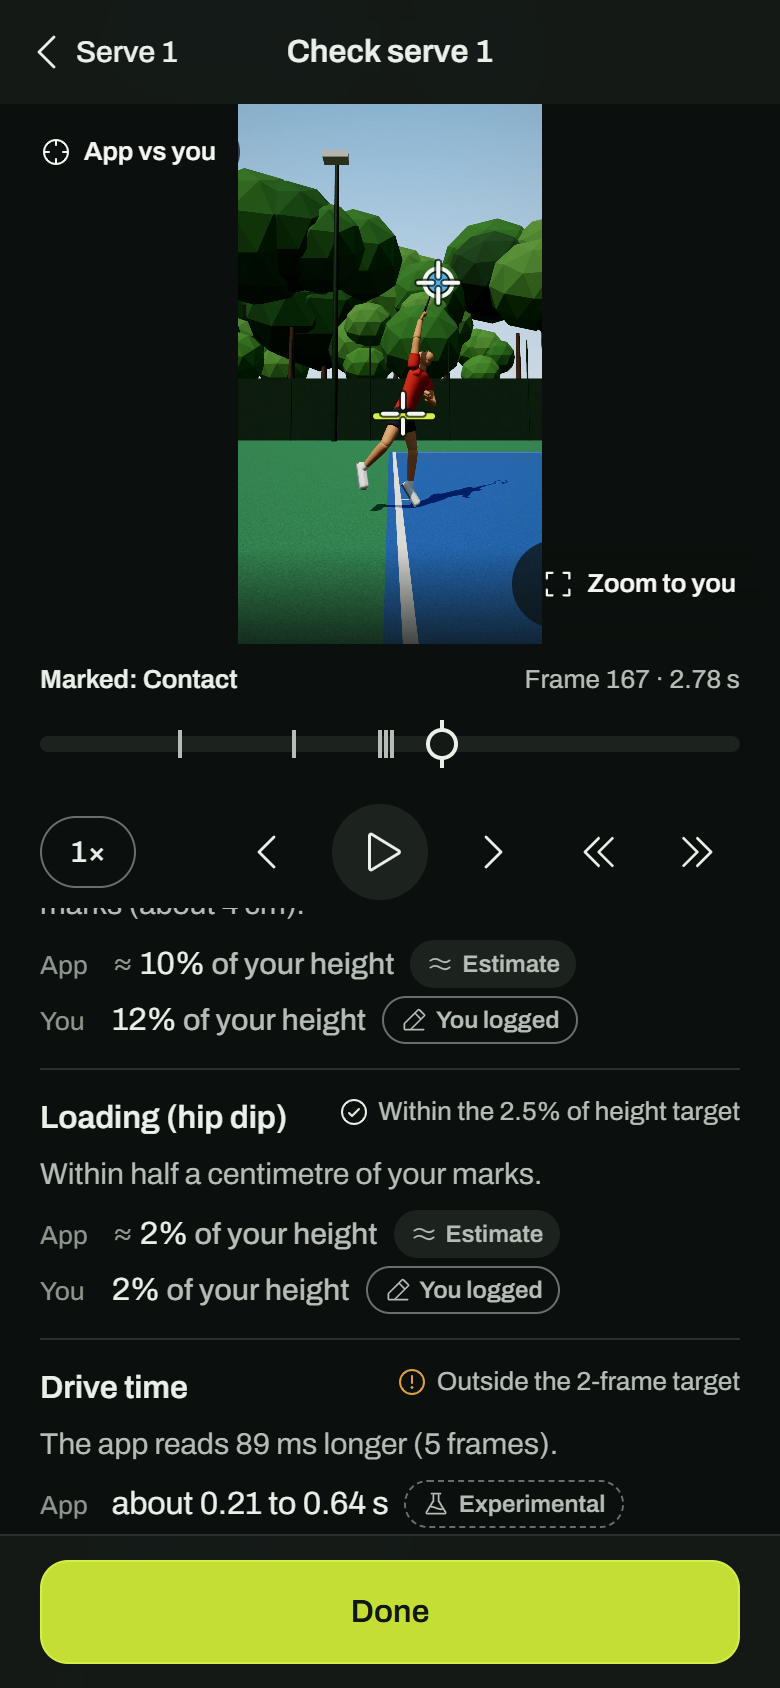 Serve 1
Check serve 1
App vs you
Zoom to you
Marked: Contact
Frame 167 · 2.78 s
1×
marks (about 4 cm).
App ≈ 10% of your height Estimate
You 12% of your height You logged
Loading (hip dip) Within the 2.5% of height target
Within half a centimetre of your marks.
App ≈ 2% of your height Estimate
You 2% of your height You logged
Drive time Outside the 2-frame target
The app reads 89 ms longer (5 frames).
App about 0.21 to 0.64 s Experimental
Done